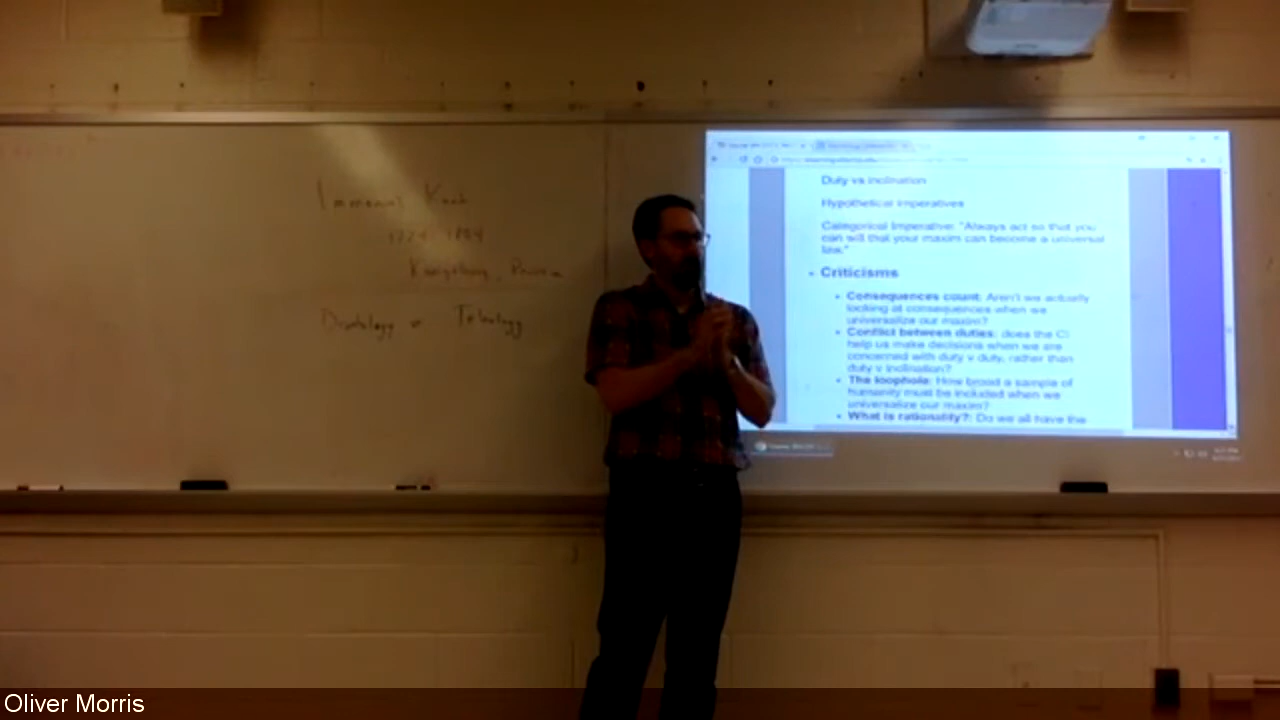 Immanuel Kant
1724-1804
Konigsberg, Prussia
Deontology vs Teleology
Duty vs inclination
Hypothetical imperatives
Categorical Imperative: "Always act so that you
can will that your maxim can become a universal
law."
• Criticisms
• Consequences count: Aren't we actually
looking at consequences when we
universalize our maxim?
• Conflict between duties: does the CI
help us make decisions when we are
concerned with duty v duty, rather than
duty v inclination?
• The loophole: How broad a sample of
humanity must be included when we
universalize our maxim?
• What is rationality?: Do we all have the
Oliver Morris